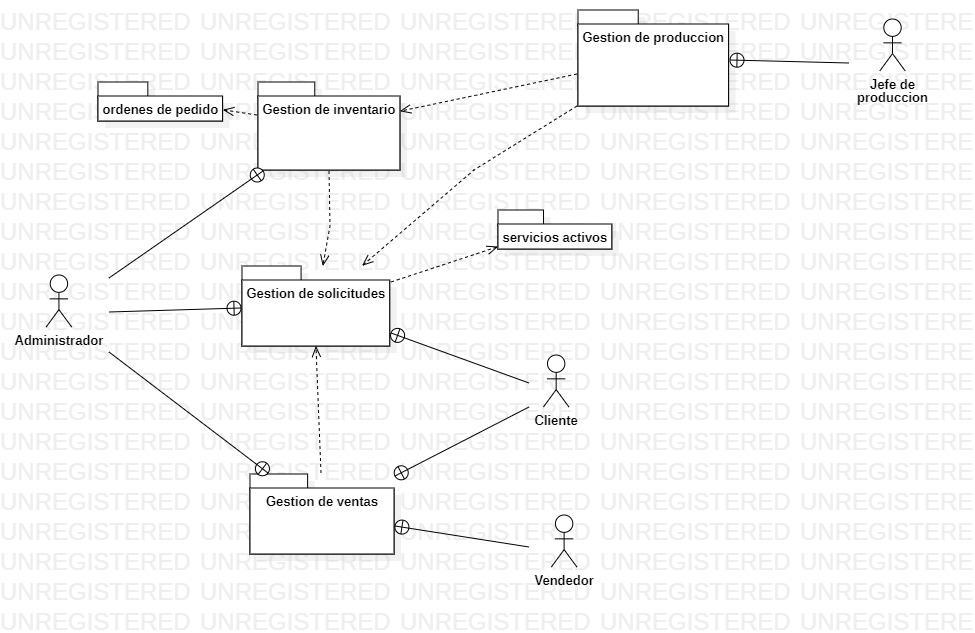 UNREGISTERED
Gestion de produccion
Jefe de
produccion
ordenes de pedido
Gestion de inventario
servicios activos
Gestion de solicitudes
Administrador
Cliente
Gestion de ventas
Vendedor